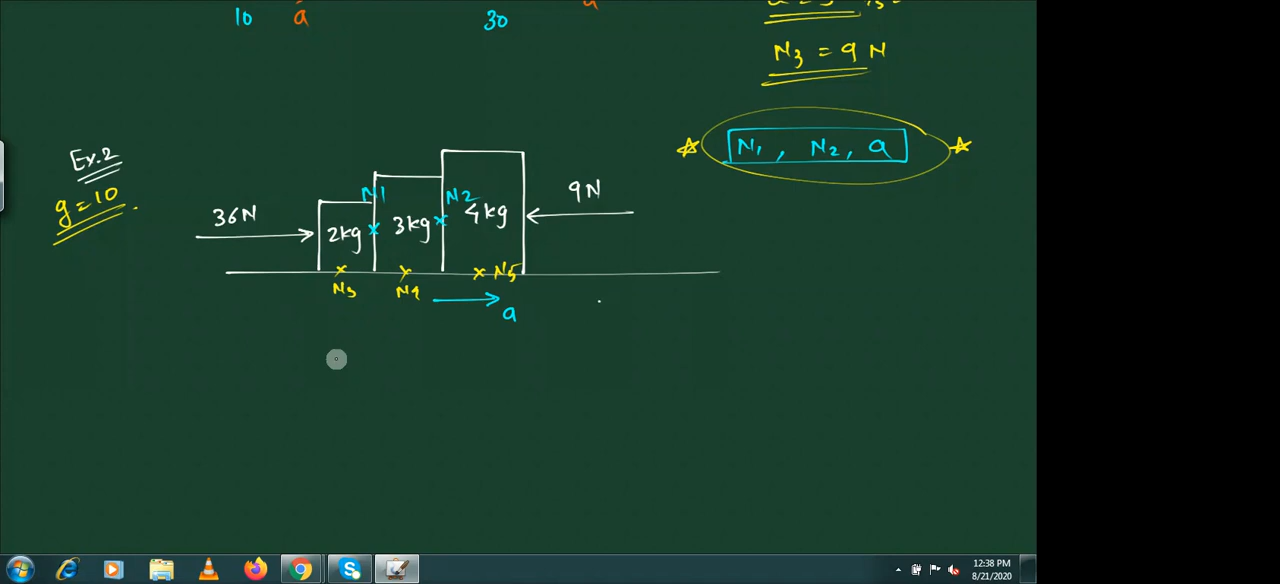 10 a a
30
N3 = 9 N
N1 , N2, a
Ex.2
g = 10
36N
2kg
N1
3kg
N2
4kg
9N
N3
N4
N5
a
12:38 PM
8/21/2020